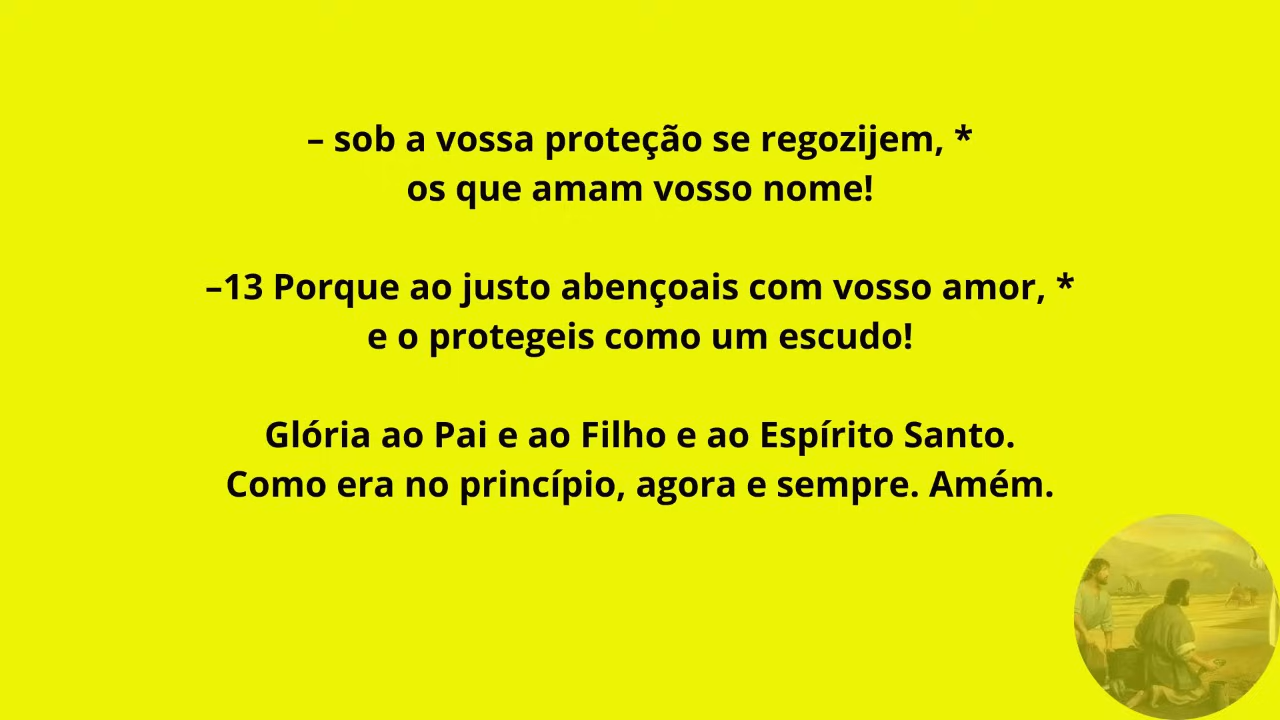 – sob a vossa proteção se regozijem, *
os que amam vosso nome!
–13 Porque ao justo abençoais com vosso amor, *
e o protegeis como um escudo!
Glória ao Pai e ao Filho e ao Espírito Santo.
Como era no princípio, agora e sempre. Amém.